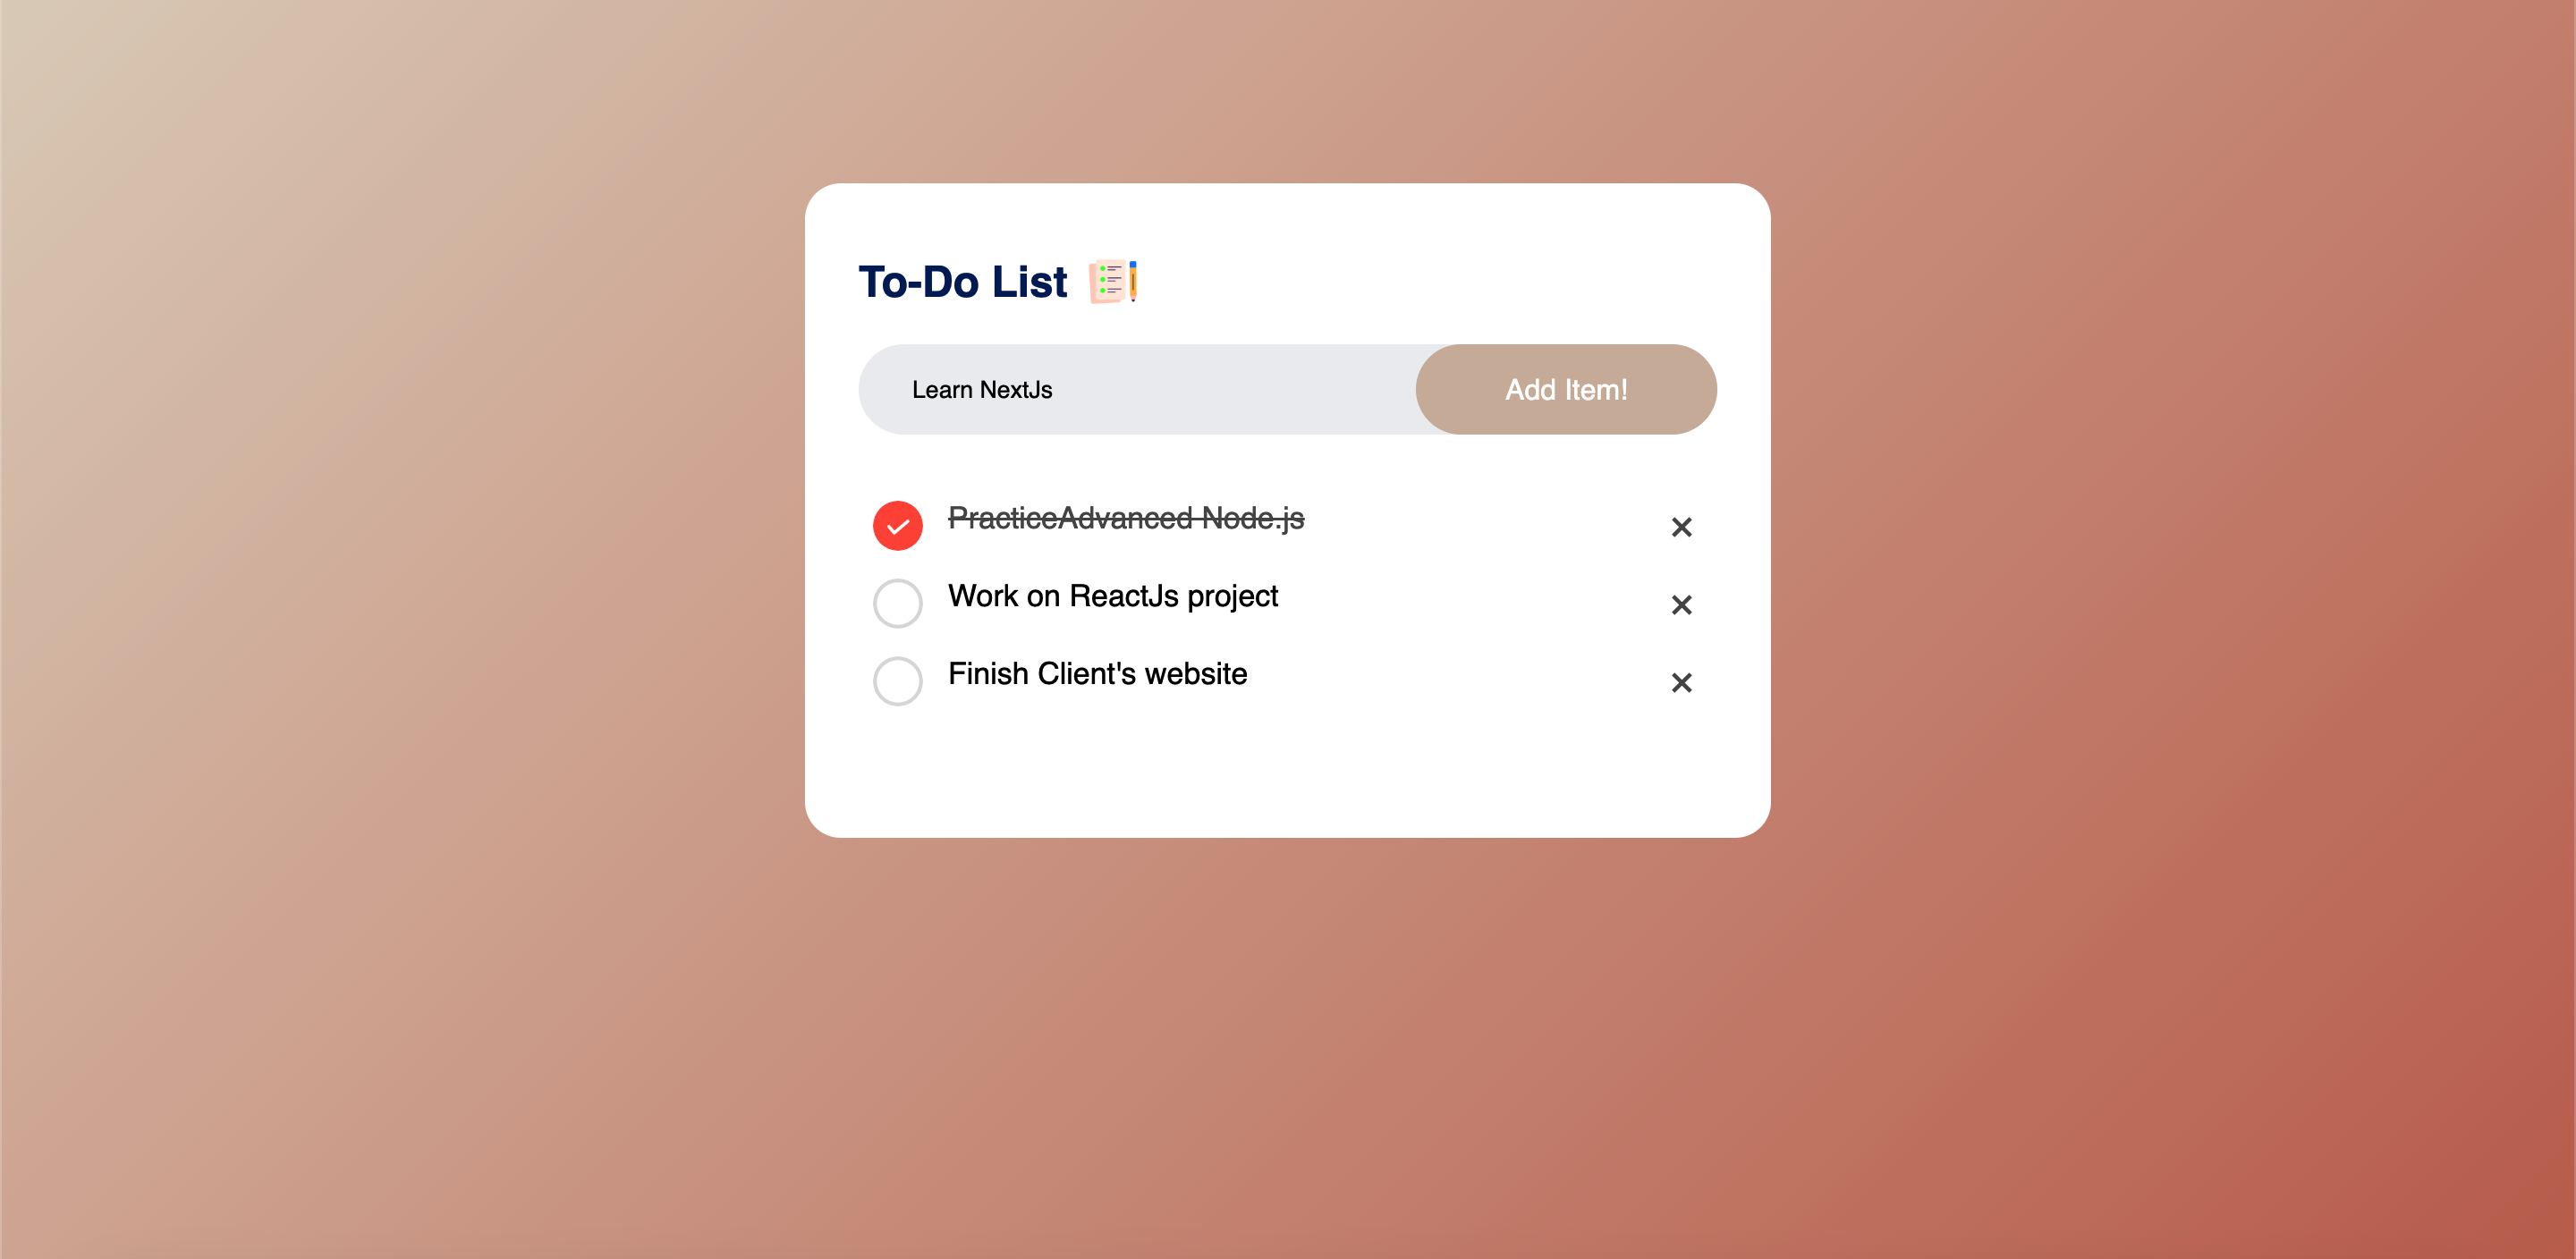 To-Do List
Learn NextJs
Add Item!
PracticeAdvanced Node.js
Work on ReactJs project
Finish Client's website